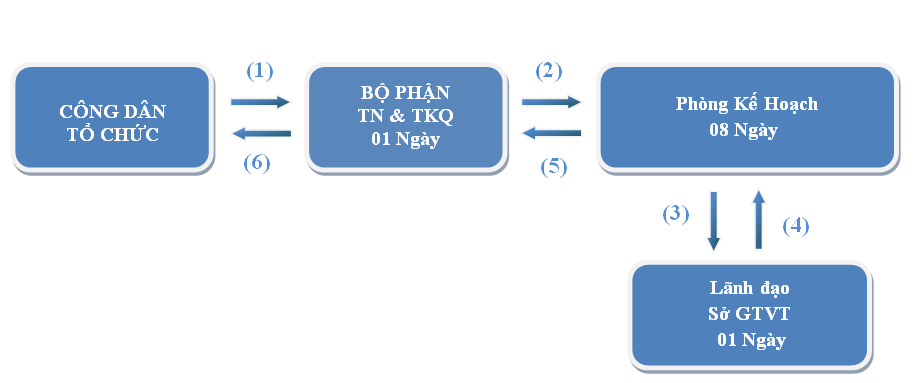 (1)
(2)
CÔNG DÂN
TỔ CHỨC
BỘ PHẬN
TN & TKQ
01 Ngày
Phòng Kế Hoạch
08 Ngày
(6)
(5)
(3)
(4)
Lãnh đạo
Sở GTVT
01 Ngày